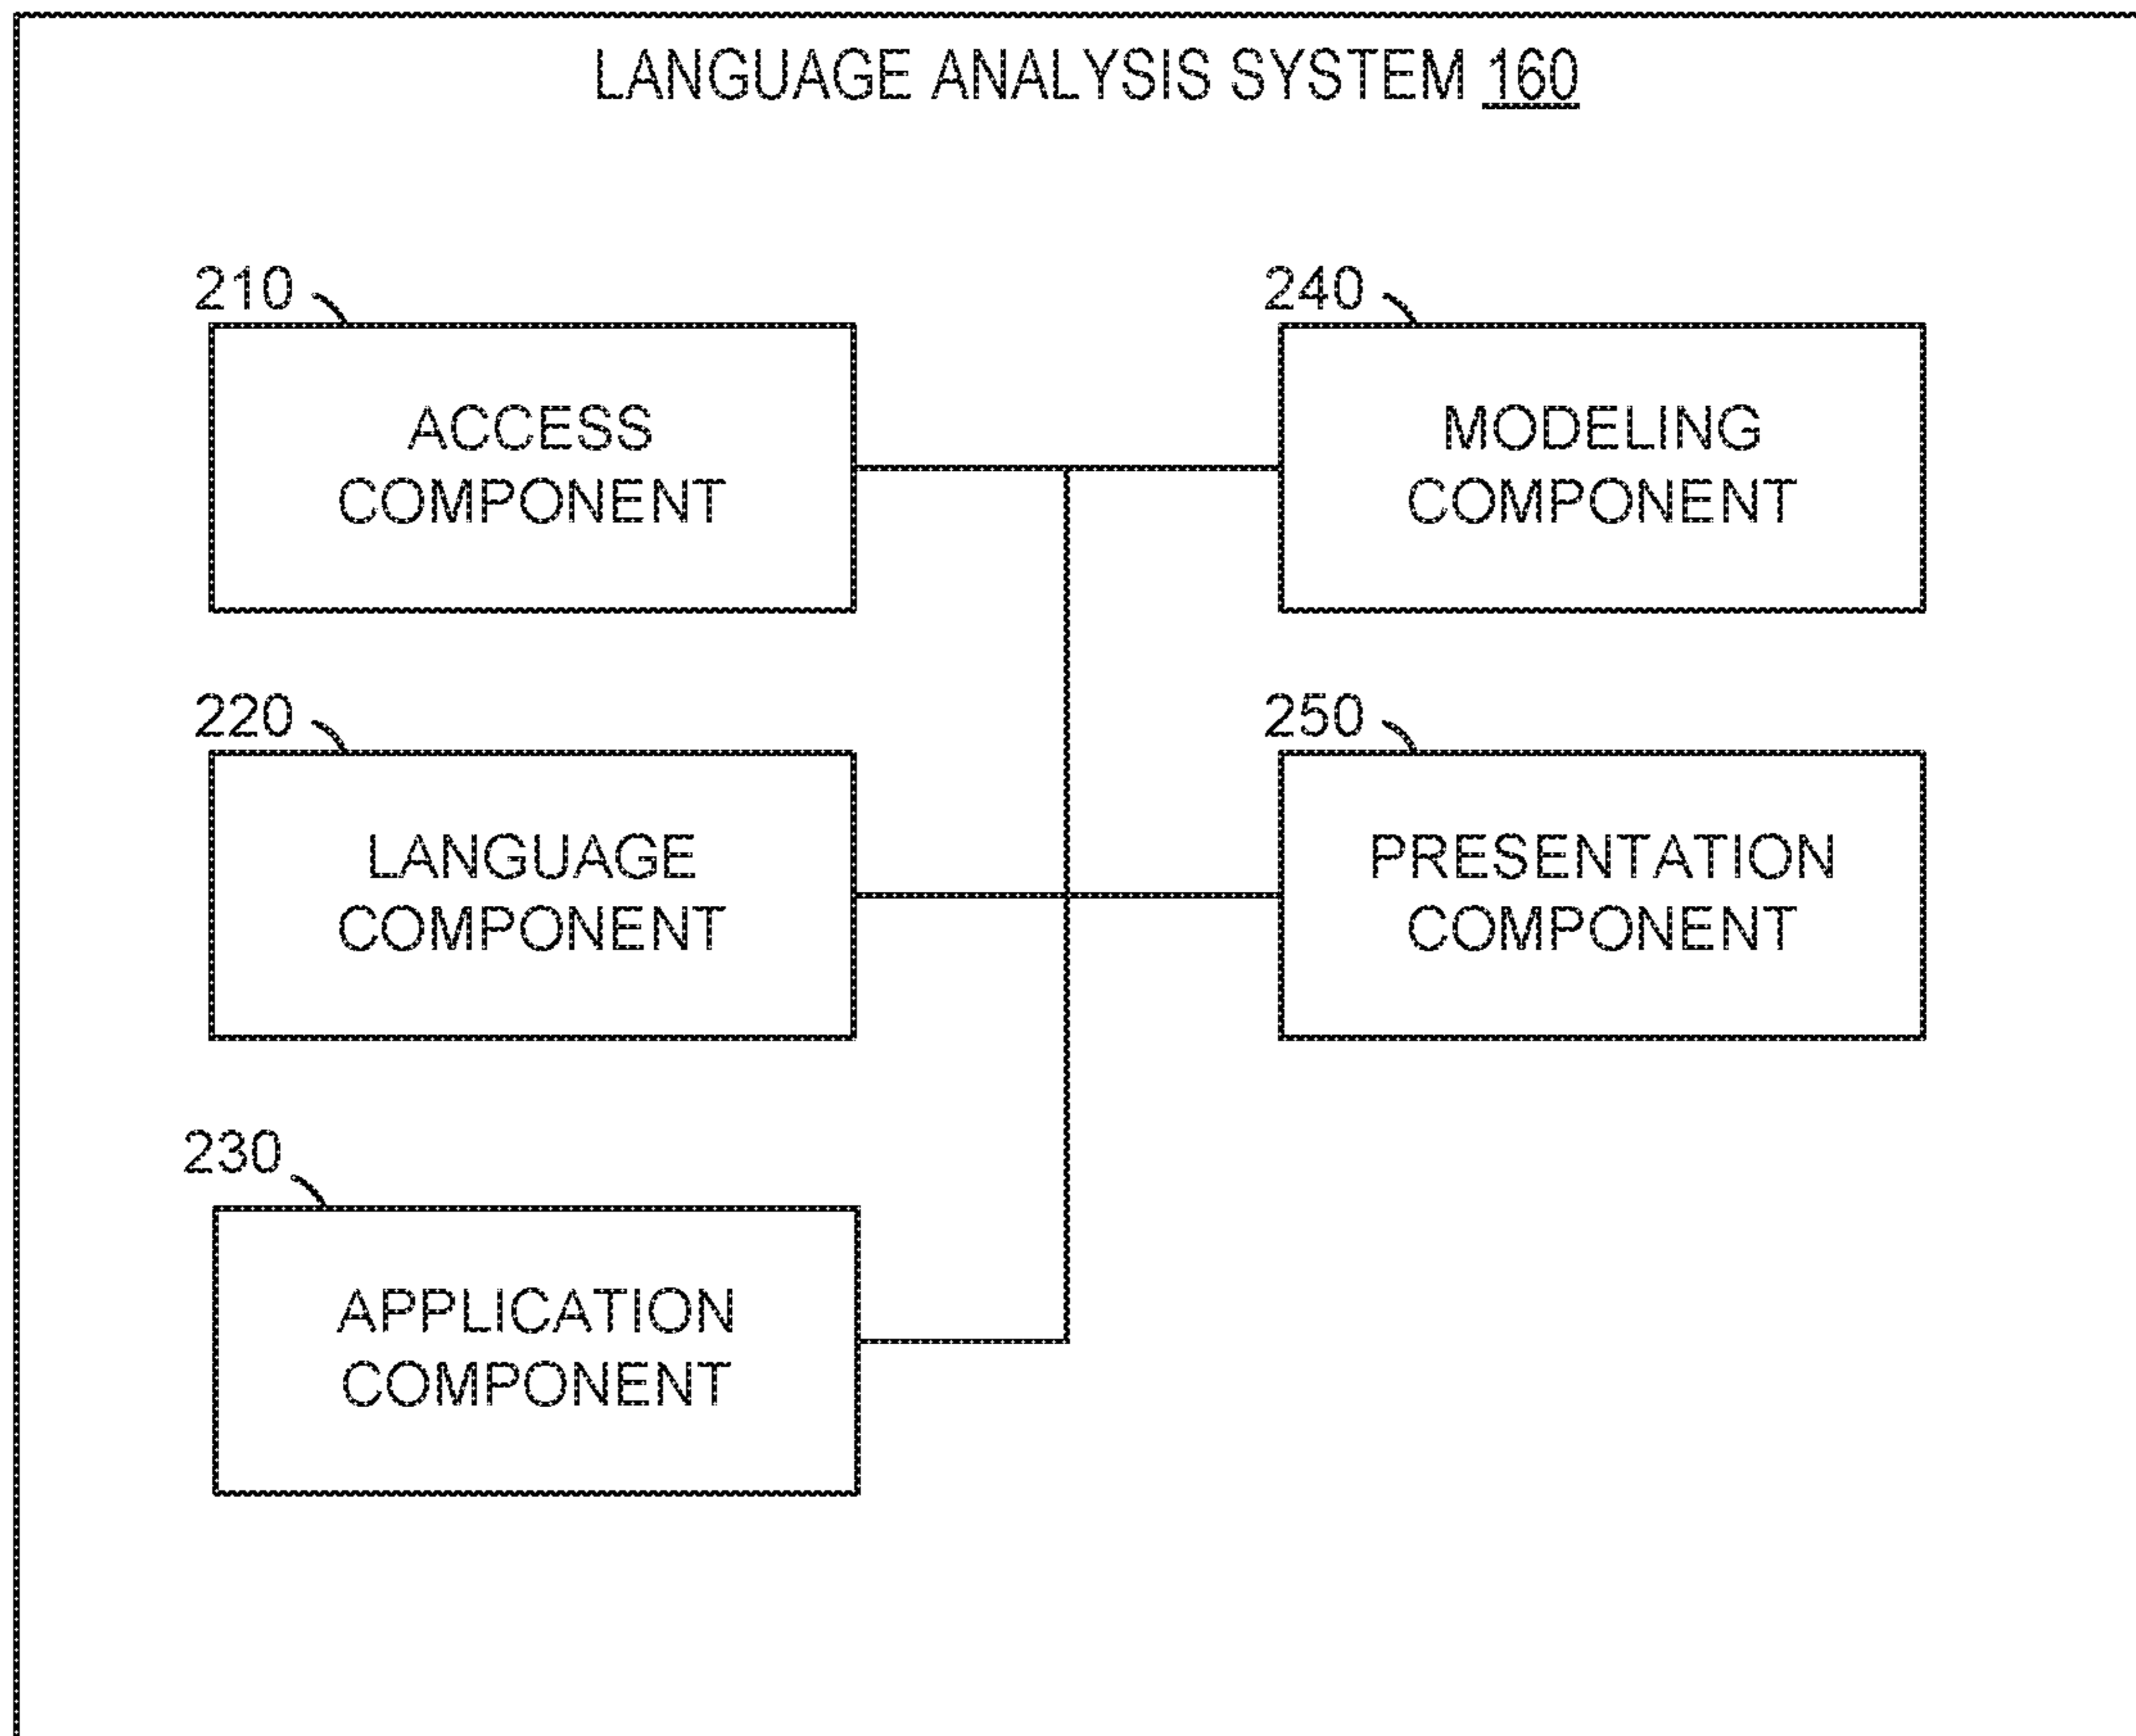 LANGUAGE ANALYSIS SYSTEM 160
210
ACCESS
COMPONENT
240
MODELING
COMPONENT
220
LANGUAGE
COMPONENT
250
PRESENTATION
COMPONENT
230
APPLICATION
COMPONENT